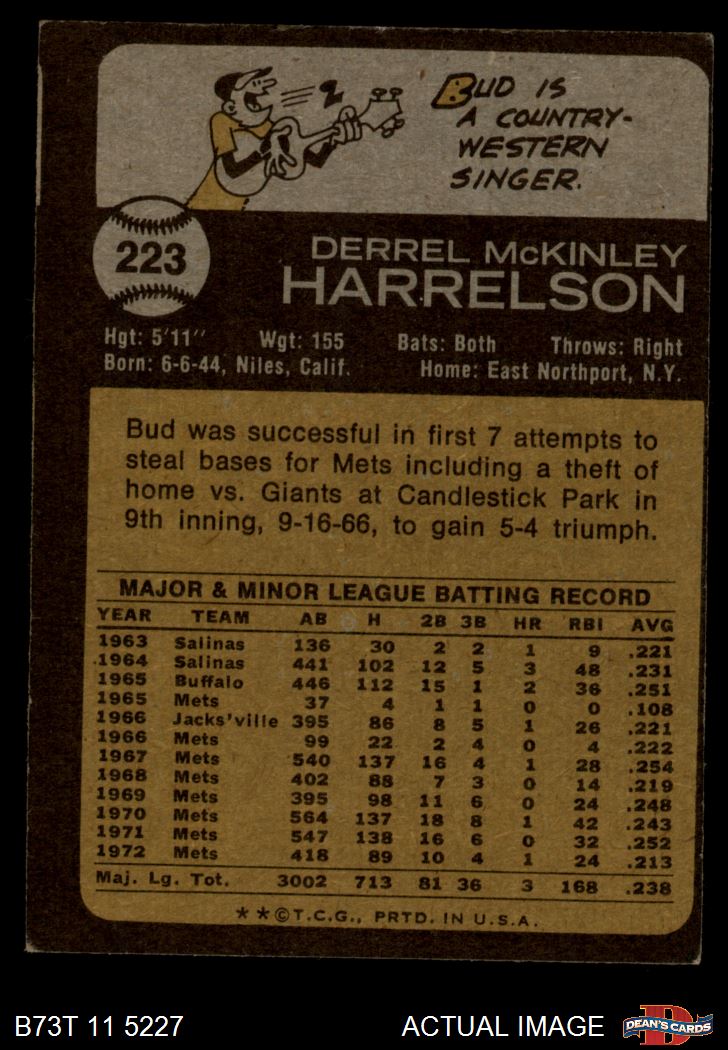 BUD IS
A COUNTRY-
WESTERN
SINGER.
223
DERREL McKINLEY
HARRELSON
Hgt: 5'11" Wgt: 155 Bats: Both Throws: Right
Born: 6-6-44, Niles, Calif. Home: East Northport, N.Y.
Bud was successful in first 7 attempts to
steal bases for Mets including a theft of
home vs. Giants at Candlestick Park in
9th inning, 9-16-66, to gain 5-4 triumph.
MAJOR & MINOR LEAGUE BATTING RECORD
YEAR TEAM AB H 2B 3B HR RBI AVG
1963 Salinas 136 30 2 2 1 9 .221
1964 Salinas 441 102 12 5 3 48 .231
1965 Buffalo 446 112 15 1 2 36 .251
1965 Mets 37 4 1 1 0 0 .108
1966 Jacks'ville 395 86 8 5 1 26 .221
1966 Mets 99 22 2 4 0 4 .222
1967 Mets 540 137 16 4 1 28 .254
1968 Mets 402 88 7 3 0 14 .219
1969 Mets 395 98 11 6 0 24 .248
1970 Mets 564 137 18 8 1 42 .243
1971 Mets 547 138 16 6 0 32 .252
1972 Mets 418 89 10 4 1 24 .213
Maj. Lg. Tot. 3002 713 81 36 3 168 .238
**©T.C.G., PRTD. IN U.S.A.
B73T 11 5227 ACTUAL IMAGE
D
DEAN'S CARDS